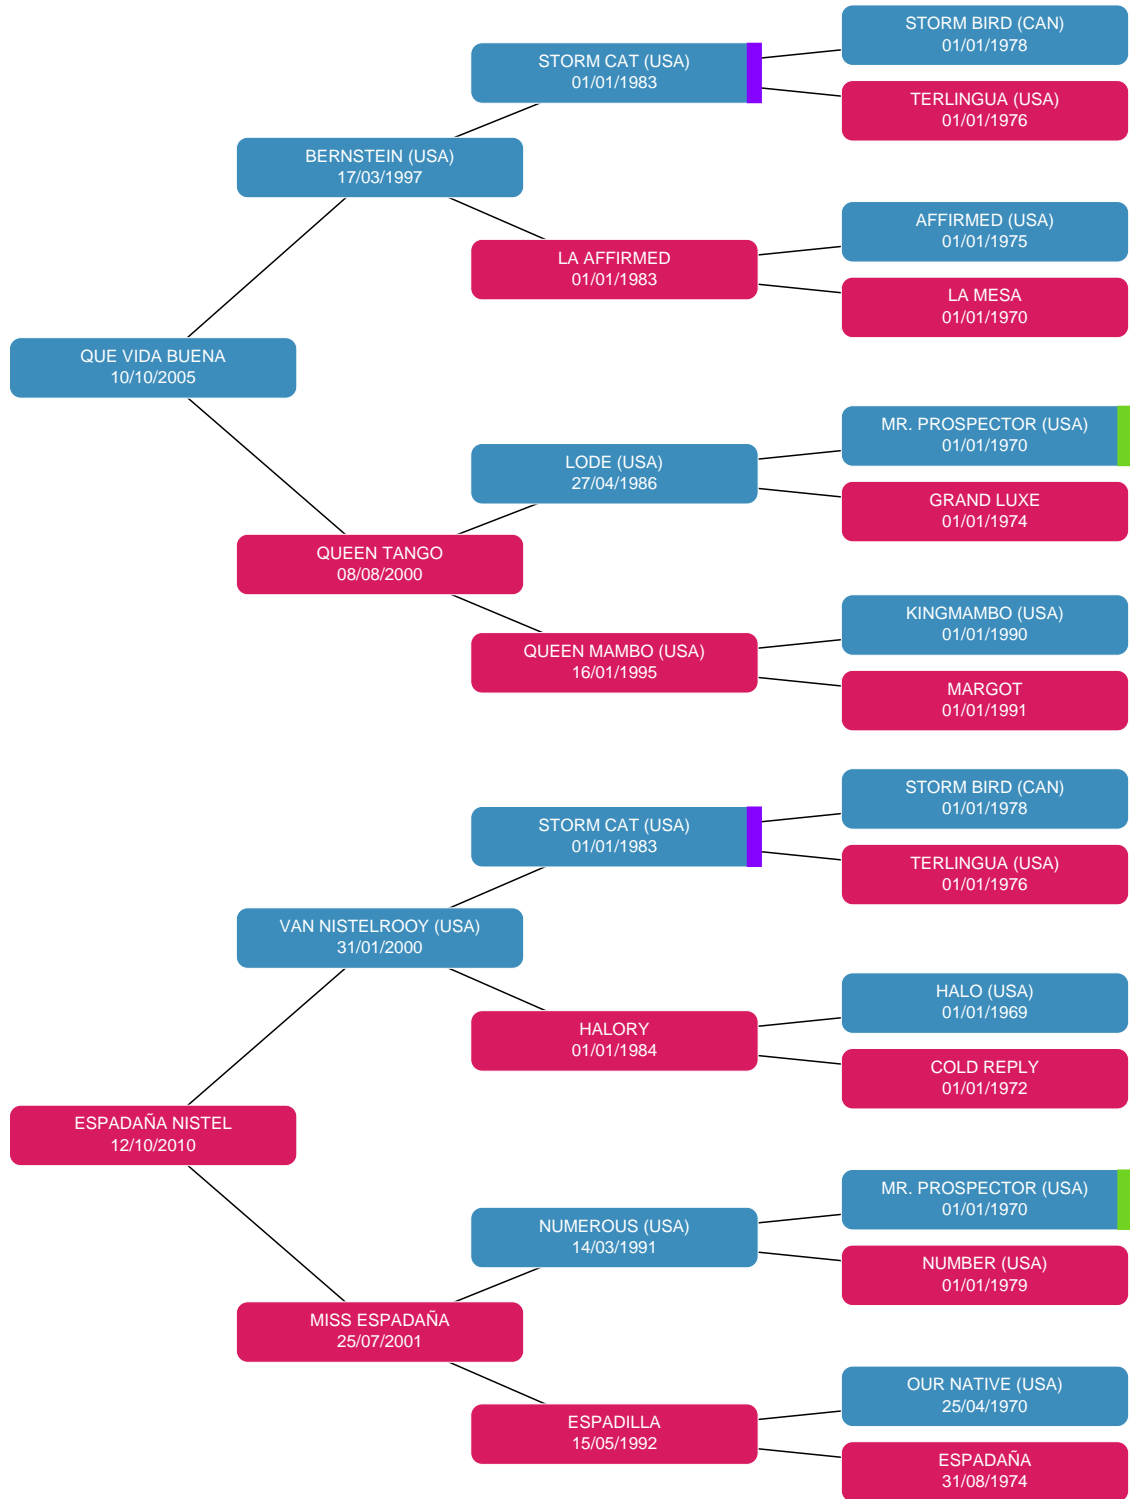 STORM BIRD (CAN)
01/01/1978
STORM CAT (USA)
01/01/1983
TERLINGUA (USA)
01/01/1976
BERNSTEIN (USA)
17/03/1997
AFFIRMED (USA)
01/01/1975
LA AFFIRMED
01/01/1983
LA MESA
01/01/1970
QUE VIDA BUENA
10/10/2005
MR. PROSPECTOR (USA)
01/01/1970
LODE (USA)
27/04/1986
GRAND LUXE
01/01/1974
QUEEN TANGO
08/08/2000
KINGMAMBO (USA)
01/01/1990
QUEEN MAMBO (USA)
16/01/1995
MARGOT
01/01/1991
STORM BIRD (CAN)
01/01/1978
STORM CAT (USA)
01/01/1983
TERLINGUA (USA)
01/01/1976
VAN NISTELROOY (USA)
31/01/2000
HALO (USA)
01/01/1969
HALORY
01/01/1984
COLD REPLY
01/01/1972
ESPADAÑA NISTEL
12/10/2010
MR. PROSPECTOR (USA)
01/01/1970
NUMEROUS (USA)
14/03/1991
NUMBER (USA)
01/01/1979
MISS ESPADAÑA
25/07/2001
OUR NATIVE (USA)
25/04/1970
ESPADILLA
15/05/1992
ESPADAÑA
31/08/1974